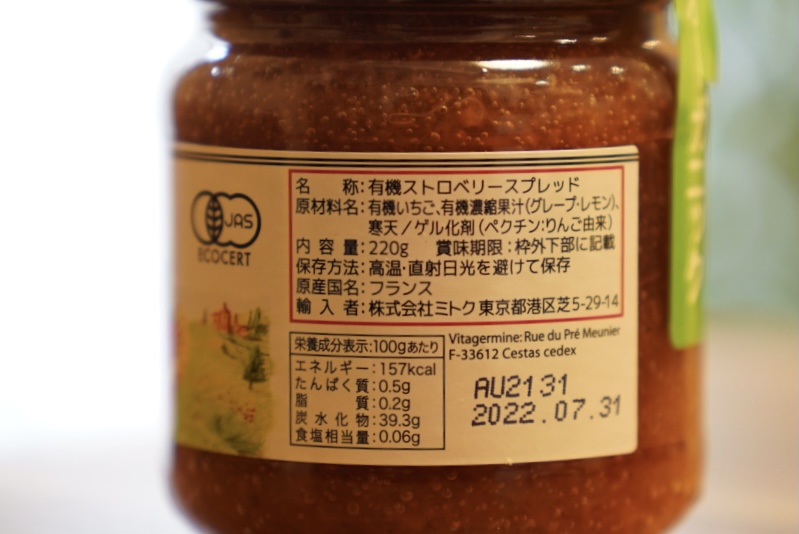 JAS
ECOCERT
名 称:有機ストロベリースプレッド
原材料名:有機いちご、有機濃縮果汁(グレープ・レモン)、
寒天/ゲル化剤(ペクチン:りんご由来)
内容量:220g 賞味期限:枠外下部に記載
保存方法:高温・直射日光を避けて保存
原産国名:フランス
輸入者:株式会社ミトク東京都港区芝5-29-14
栄養成分表示:100gあたり
エネルギー:157kcal
たんぱく質:0.5g
脂 質:0.2g
炭水化物:39.3g
食塩相当量:0.06g
Vitagermine:Rue du Pré Meunier
F-33612 Cestas cedex
AU2131
2022.07.31